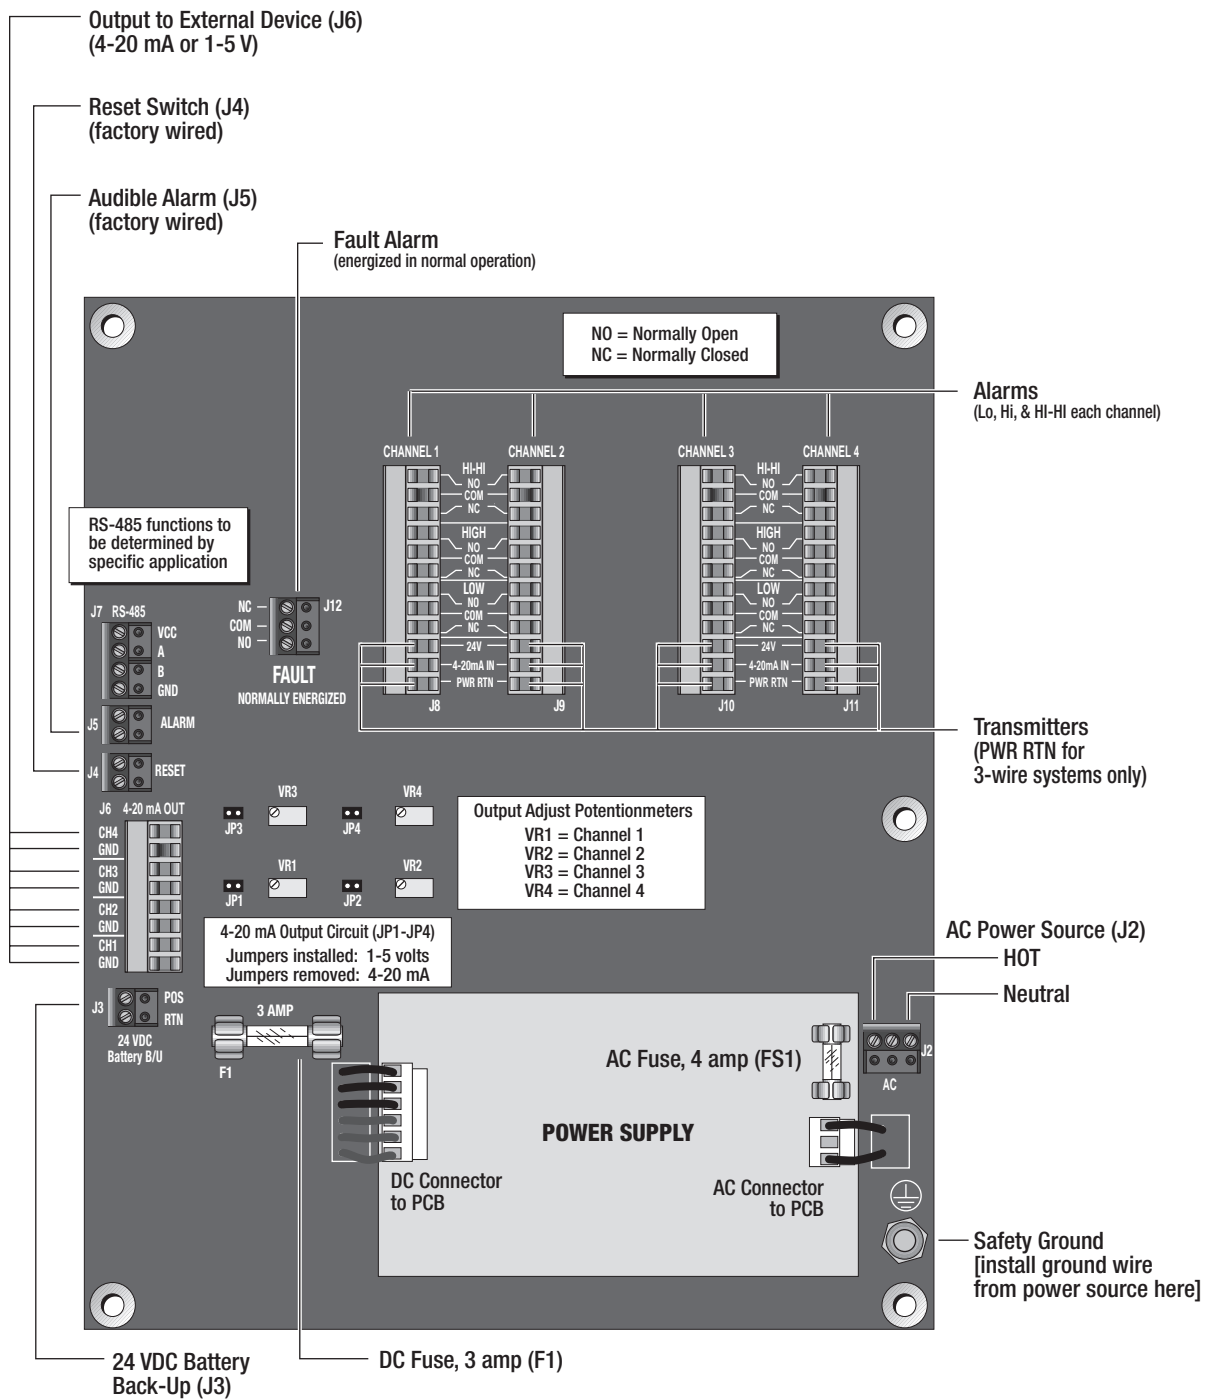 Output to External Device (J6)
(4-20 mA or 1-5 V)
Reset Switch (J4)
(factory wired)
Audible Alarm (J5)
(factory wired)
Fault Alarm
(energized in normal operation)
NO = Normally Open
NC = Normally Closed
Alarms
(Lo, Hi, & HI-HI each channel)
CHANNEL 1
CHANNEL 2
CHANNEL 3
CHANNEL 4
HI-HI
NO
COM
NC
HIGH
NO
COM
NC
LOW
NO
COM
NC
24V
4-20mA IN
PWR RTN
HI-HI
NO
COM
NC
HIGH
NO
COM
NC
LOW
NO
COM
NC
24V
4-20mA IN
PWR RTN
J8
J9
J10
J11
RS-485 functions to
be determined by
specific application
J7 RS-485
VCC
A
B
GND
NC
COM
NO
J12
FAULT
NORMALLY ENERGIZED
J5
ALARM
J4
RESET
Transmitters
(PWR RTN for
3-wire systems only)
J6 4-20 mA OUT
CH4
GND
CH3
GND
CH2
GND
CH1
GND
VR3
VR4
JP3
JP4
VR1
VR2
JP1
JP2
Output Adjust Potentionmeters
VR1 = Channel 1
VR2 = Channel 2
VR3 = Channel 3
VR4 = Channel 4
4-20 mA Output Circuit (JP1-JP4)
Jumpers installed: 1-5 volts
Jumpers removed: 4-20 mA
AC Power Source (J2)
HOT
Neutral
J3
POS
RTN
24 VDC
Battery B/U
3 AMP
F1
AC Fuse, 4 amp (FS1)
J2
AC
POWER SUPPLY
DC Connector
to PCB
AC Connector
to PCB
Safety Ground
[install ground wire
from power source here]
24 VDC Battery
Back-Up (J3)
DC Fuse, 3 amp (F1)